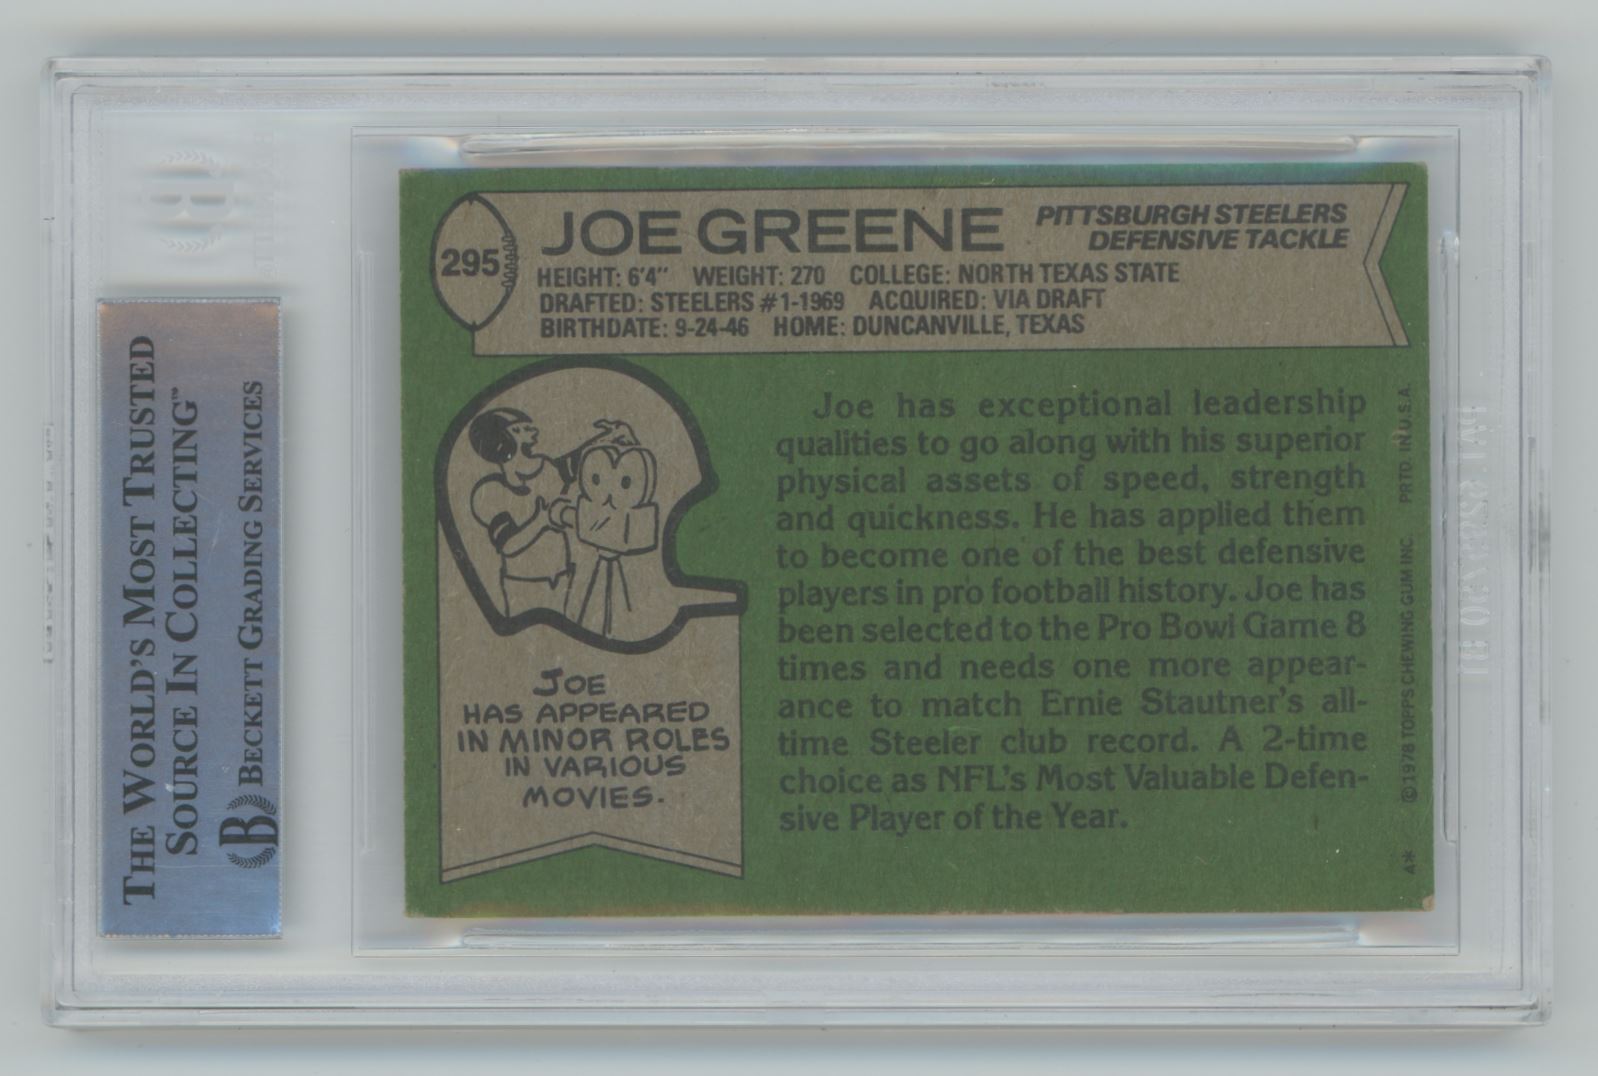 THE WORLD'S MOST TRUSTED
SOURCE IN COLLECTING™
BECKETT GRADING SERVICES
295
JOE GREENE
PITTSBURGH STEELERS
DEFENSIVE TACKLE
HEIGHT: 6'4" WEIGHT: 270 COLLEGE: NORTH TEXAS STATE
DRAFTED: STEELERS #1-1969 ACQUIRED: VIA DRAFT
BIRTHDATE: 9-24-46 HOME: DUNCANVILLE, TEXAS
JOE
HAS APPEARED
IN MINOR ROLES
IN VARIOUS
MOVIES.
Joe has exceptional leadership
qualities to go along with his superior
physical assets of speed, strength
and quickness. He has applied them
to become one of the best defensive
players in pro football history. Joe has
been selected to the Pro Bowl Game 8
times and needs one more appear-
ance to match Ernie Stautner's all-
time Steeler club record. A 2-time
choice as NFL's Most Valuable Defen-
sive Player of the Year.
A* © 1978 TOPPS CHEWING GUM INC. PRTD. IN U.S.A.